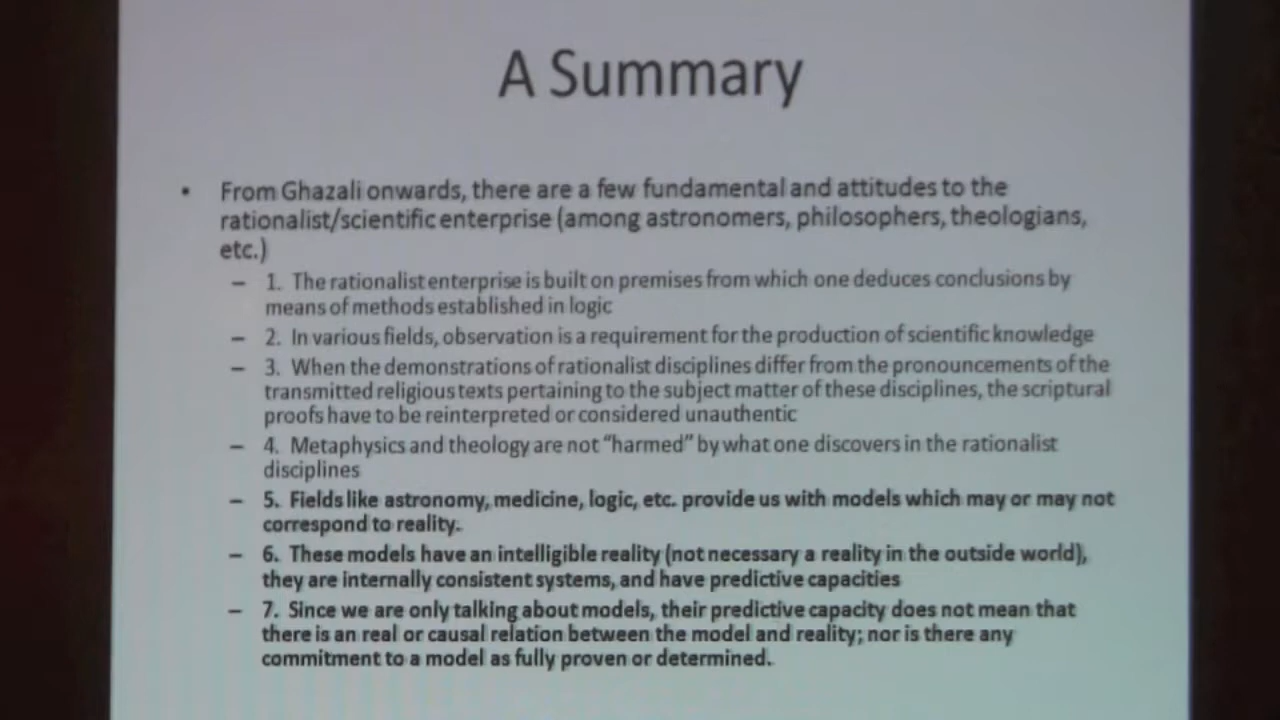 A Summary
• From Ghazali onwards, there are a few fundamental and attitudes to the
rationalist/scientific enterprise (among astronomers, philosophers, theologians,
etc.)
– 1. The rationalist enterprise is built on premises from which one deduces conclusions by
means of methods established in logic
– 2. In various fields, observation is a requirement for the production of scientific knowledge
– 3. When the demonstrations of rationalist disciplines differ from the pronouncements of the
transmitted religious texts pertaining to the subject matter of these disciplines, the scriptural
proofs have to be reinterpreted or considered unauthentic
– 4. Metaphysics and theology are not “harmed” by what one discovers in the rationalist
disciplines
– 5. Fields like astronomy, medicine, logic, etc. provide us with models which may or may not
correspond to reality.
– 6. These models have an intelligible reality (not necessary a reality in the outside world),
they are internally consistent systems, and have predictive capacities
– 7. Since we are only talking about models, their predictive capacity does not mean that
there is an real or causal relation between the model and reality; nor is there any
commitment to a model as fully proven or determined.